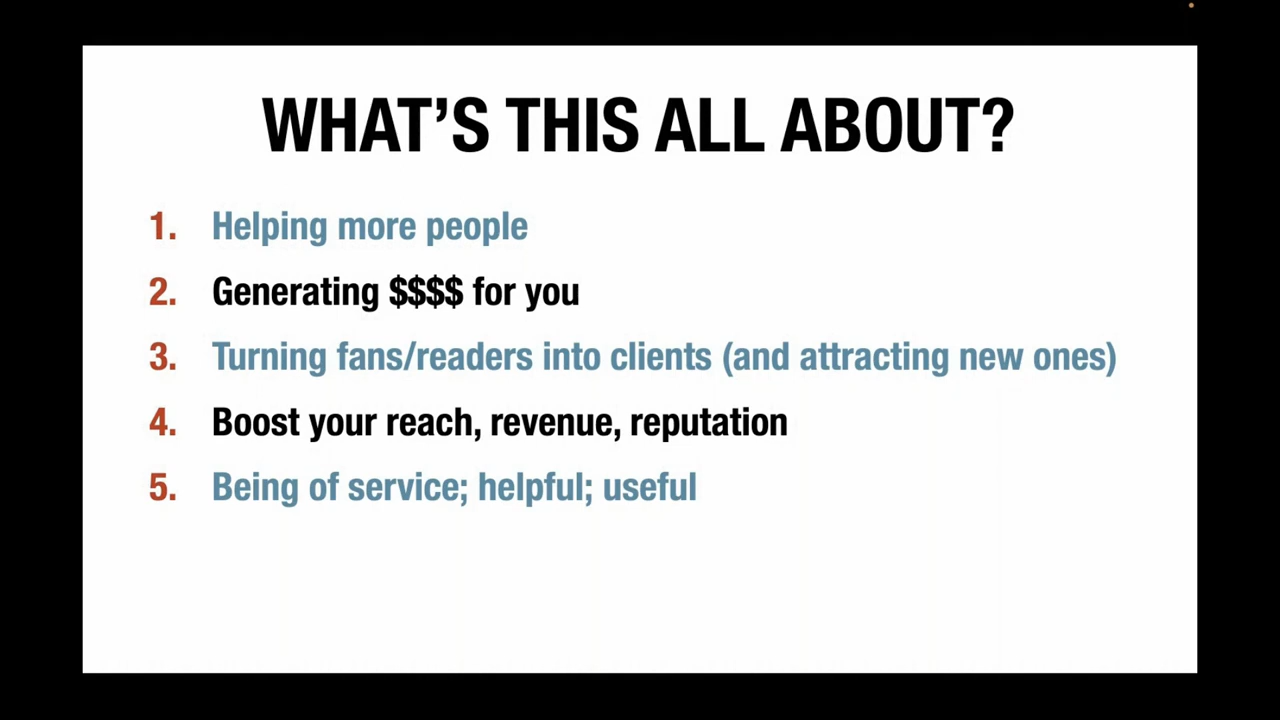 WHAT’S THIS ALL ABOUT?
1. Helping more people
2. Generating $$$$ for you
3. Turning fans/readers into clients (and attracting new ones)
4. Boost your reach, revenue, reputation
5. Being of service; helpful; useful